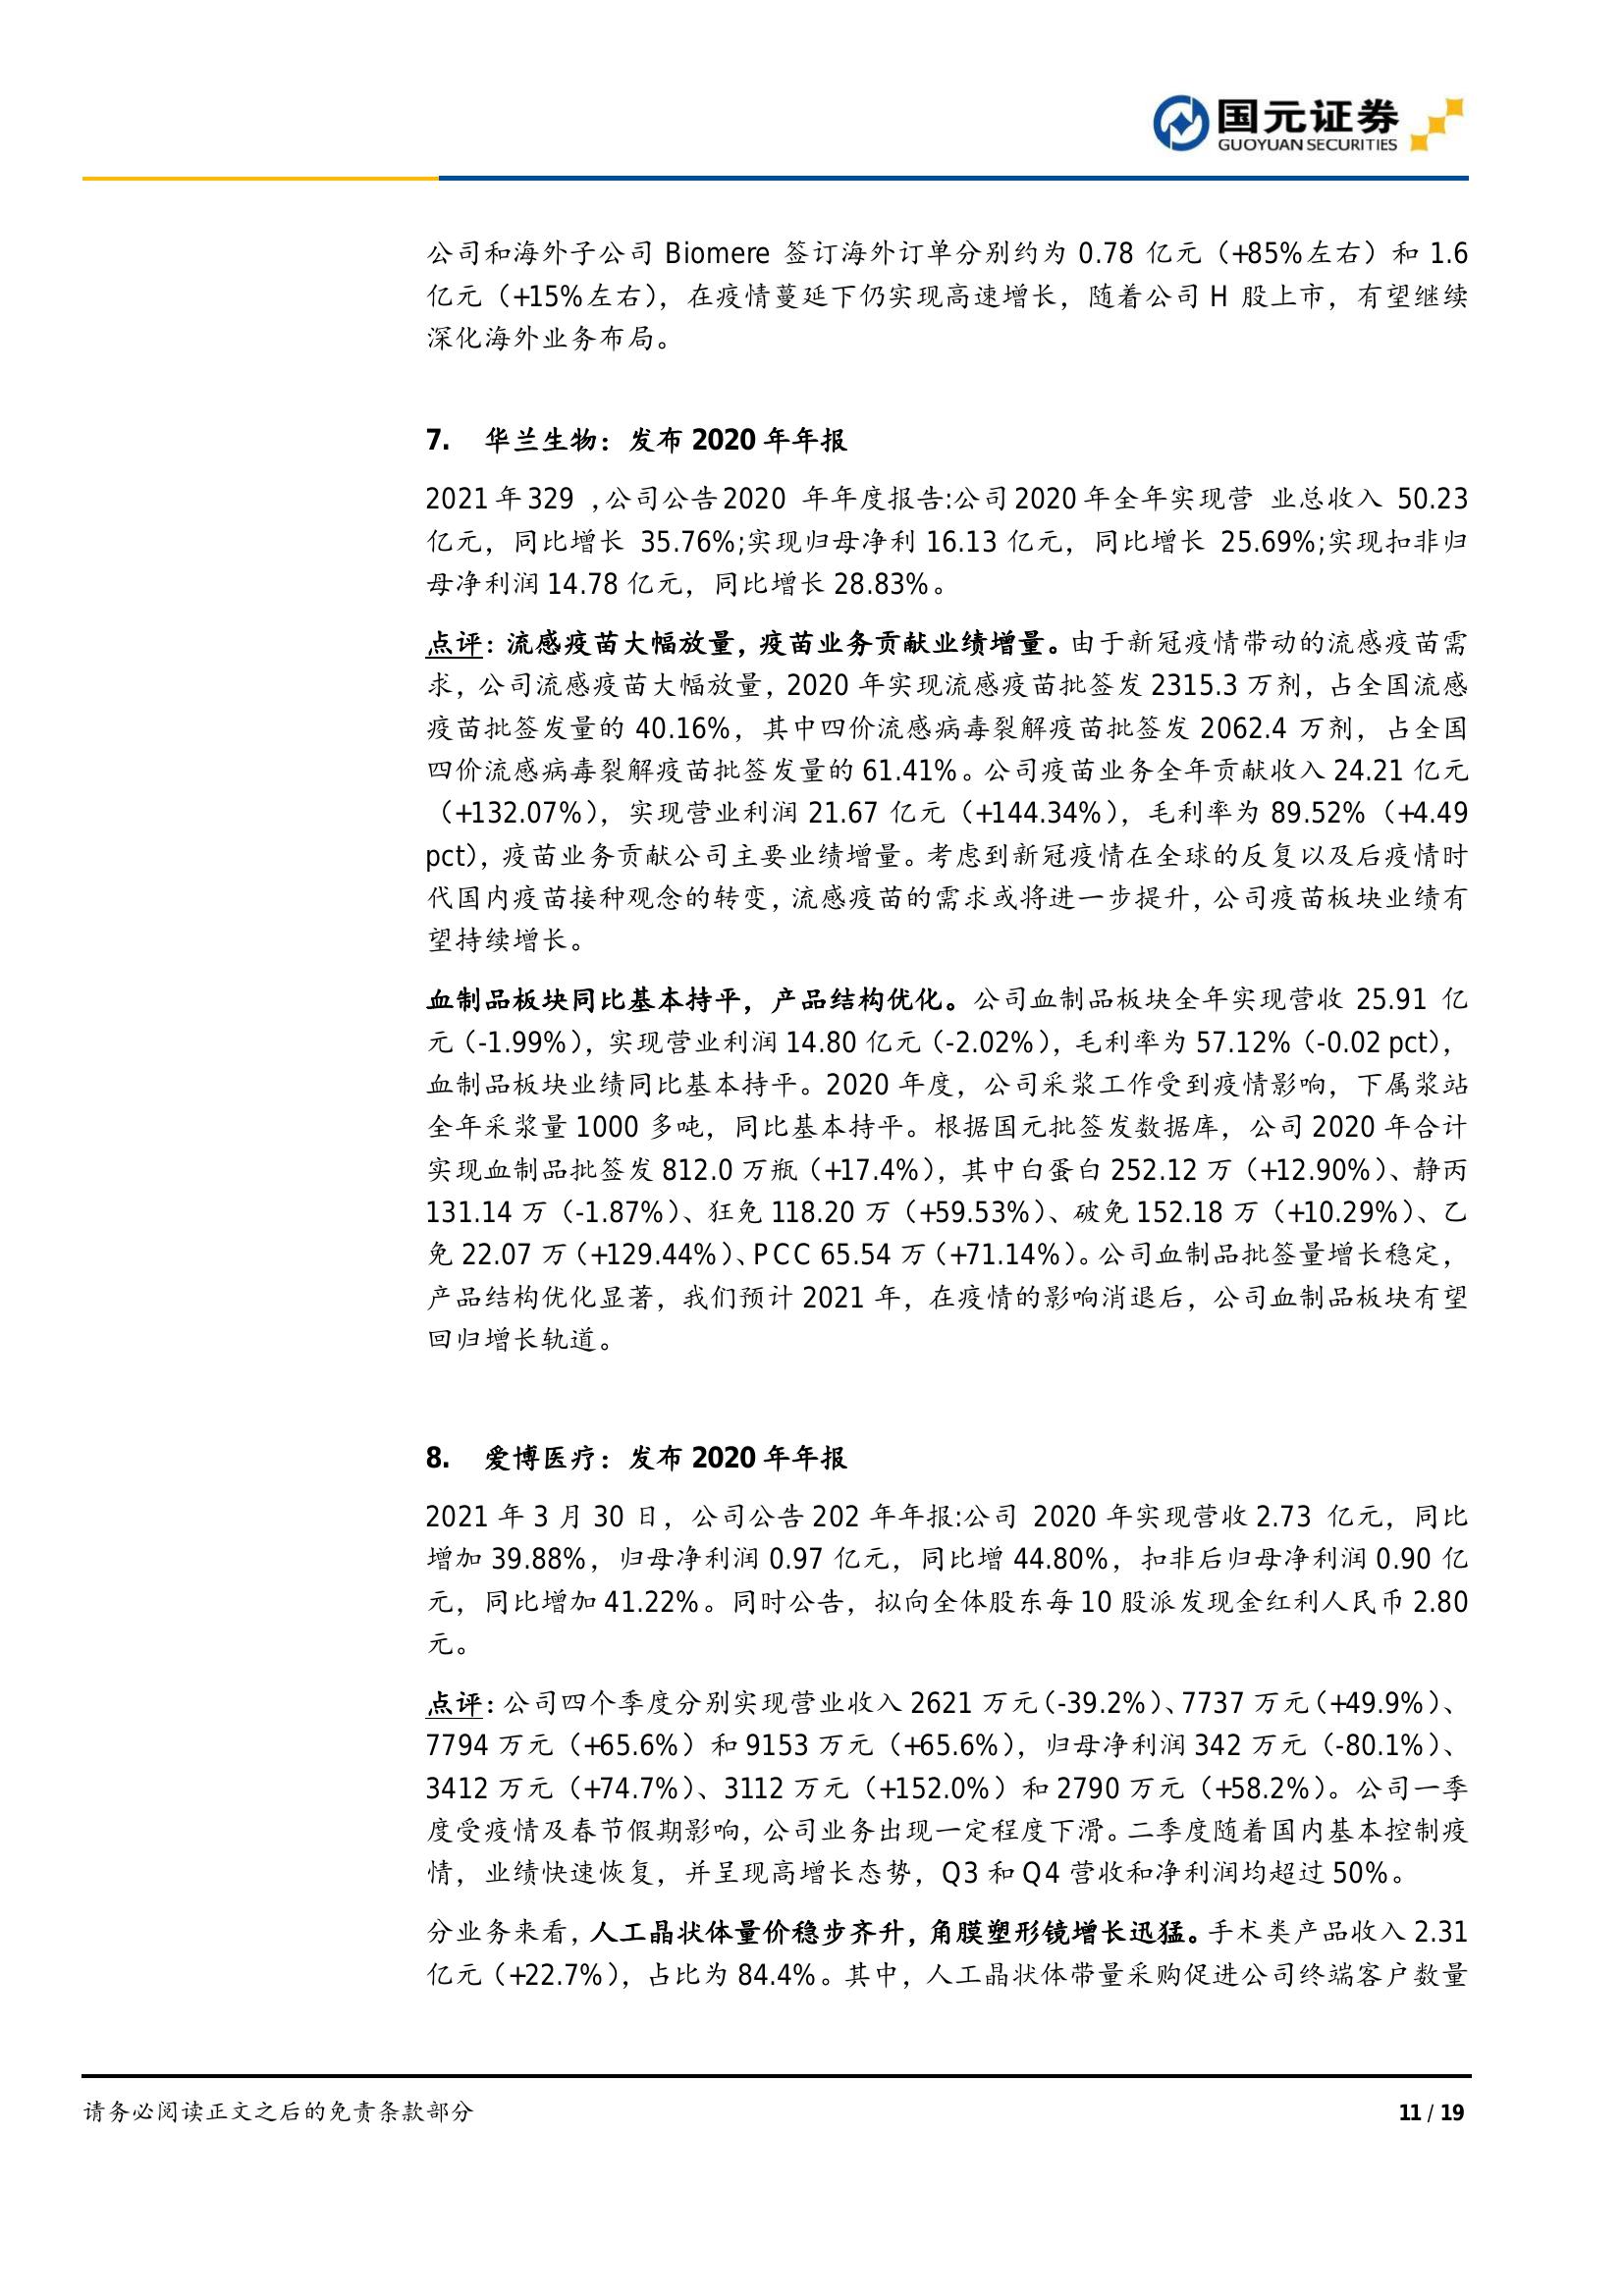 国元证券
GUOYUAN SECURITIES
公司和海外子公司 Biomere 签订海外订单分别约为 0.78 亿元（+85%左右）和 1.6
亿元（+15%左右），在疫情蔓延下仍实现高速增长，随着公司 H 股上市，有望继续
深化海外业务布局。
7. 华兰生物：发布 2020 年年报
2021 年 329 ,公司公告 2020 年年度报告:公司 2020 年全年实现营 业总收入 50.23
亿元，同比增长 35.76%;实现归母净利 16.13 亿元，同比增长 25.69%;实现扣非归
母净利润 14.78 亿元，同比增长 28.83%。
点评：流感疫苗大幅放量，疫苗业务贡献业绩增量。由于新冠疫情带动的流感疫苗需
求，公司流感疫苗大幅放量，2020 年实现流感疫苗批签发 2315.3 万剂，占全国流感
疫苗批签发量的 40.16%，其中四价流感病毒裂解疫苗批签发 2062.4 万剂，占全国
四价流感病毒裂解疫苗批签发量的 61.41%。公司疫苗业务全年贡献收入 24.21 亿元
（+132.07%），实现营业利润 21.67 亿元（+144.34%），毛利率为 89.52%（+4.49
pct），疫苗业务贡献公司主要业绩增量。考虑到新冠疫情在全球的反复以及后疫情时
代国内疫苗接种观念的转变，流感疫苗的需求或将进一步提升，公司疫苗板块业绩有
望持续增长。
血制品板块同比基本持平，产品结构优化。公司血制品板块全年实现营收 25.91 亿
元（-1.99%），实现营业利润 14.80 亿元（-2.02%），毛利率为 57.12%（-0.02 pct），
血制品板块业绩同比基本持平。2020 年度，公司采浆工作受到疫情影响，下属浆站
全年采浆量 1000 多吨，同比基本持平。根据国元批签发数据库，公司 2020 年合计
实现血制品批签发 812.0 万瓶（+17.4%），其中白蛋白 252.12 万（+12.90%）、静丙
131.14 万（-1.87%）、狂免 118.20 万（+59.53%）、破免 152.18 万（+10.29%）、乙
免 22.07 万（+129.44%）、PCC 65.54 万（+71.14%）。公司血制品批签量增长稳定，
产品结构优化显著，我们预计 2021 年，在疫情的影响消退后，公司血制品板块有望
回归增长轨道。
8. 爱博医疗：发布 2020 年年报
2021 年 3 月 30 日，公司公告 202 年年报:公司 2020 年实现营收 2.73 亿元，同比
增加 39.88%，归母净利润 0.97 亿元，同比增 44.80%，扣非后归母净利润 0.90 亿
元，同比增加 41.22%。同时公告，拟向全体股东每 10 股派发现金红利人民币 2.80
元。
点评：公司四个季度分别实现营业收入 2621 万元（-39.2%）、7737 万元（+49.9%）、
7794 万元（+65.6%）和 9153 万元（+65.6%），归母净利润 342 万元（-80.1%）、
3412 万元（+74.7%）、3112 万元（+152.0%）和 2790 万元（+58.2%）。公司一季
度受疫情及春节假期影响，公司业务出现一定程度下滑。二季度随着国内基本控制疫
情，业绩快速恢复，并呈现高增长态势，Q3 和 Q4 营收和净利润均超过 50%。
分业务来看，人工晶状体量价稳步齐升，角膜塑形镜增长迅猛。手术类产品收入 2.31
亿元（+22.7%），占比为 84.4%。其中，人工晶状体带量采购促进公司终端客户数量
请务必阅读正文之后的免责条款部分
11 / 19